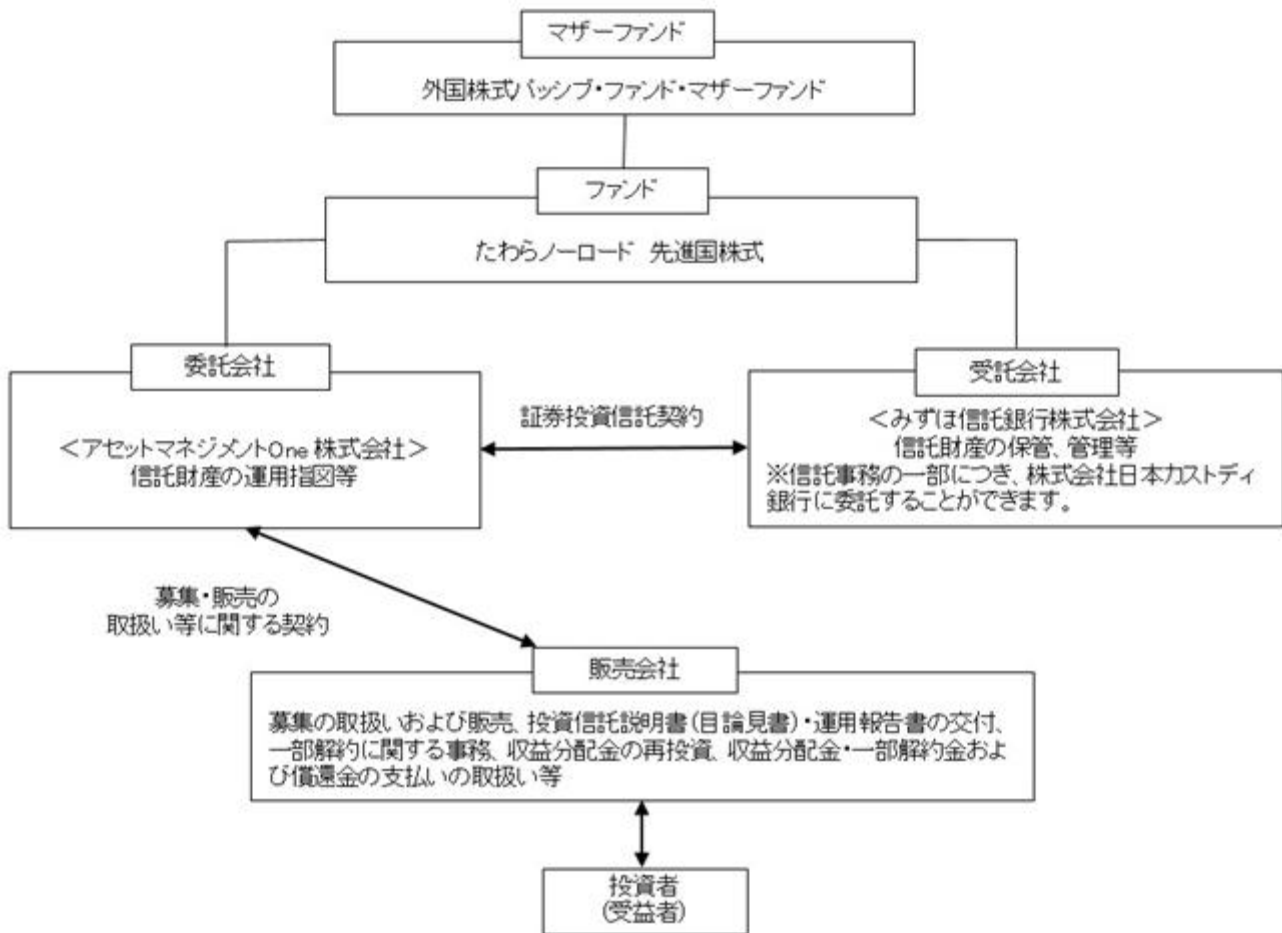 マザーファンド
外国株式パッシブ・ファンド・マザーファンド
ファンド
たわらノーロード 先進国株式
委託会社
<アセットマネジメントOne 株式会社>
信託財産の運用指図等
証券投資信託契約
受託会社
<みずほ信託銀行株式会社>
信託財産の保管、管理等
※信託事務の一部につき、株式会社日本カストディ
銀行に委託することができます。
募集・販売の
取扱い等に関する契約
販売会社
募集の取扱いおよび販売、投資信託説明書(目論見書)・運用報告書の交付、
一部解約に関する事務、収益分配金の再投資、収益分配金・一部解約金およ
び償還金の支払いの取扱い等
投資者
(受益者)